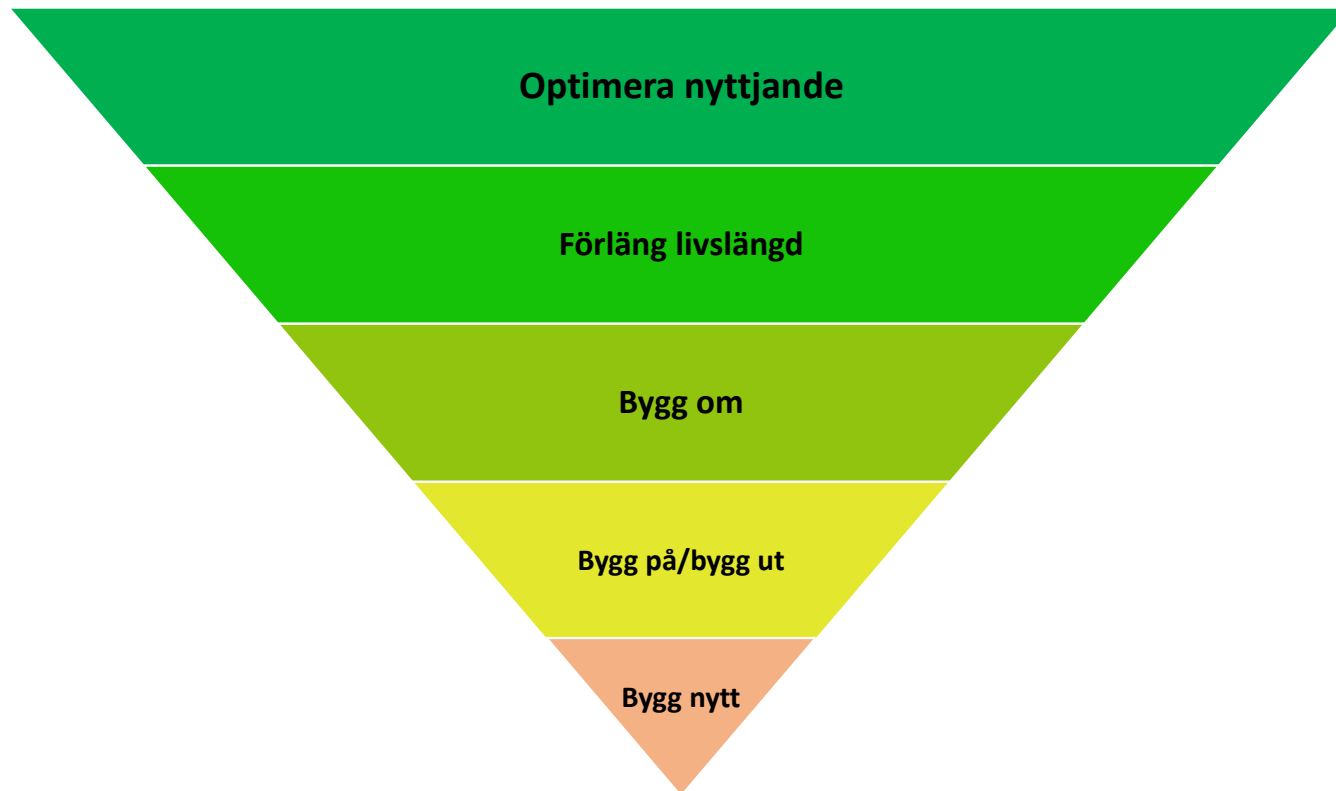 Optimera nyttjande
Förläng livslängd
Bygg om
Bygg på/bygg ut
Bygg nytt